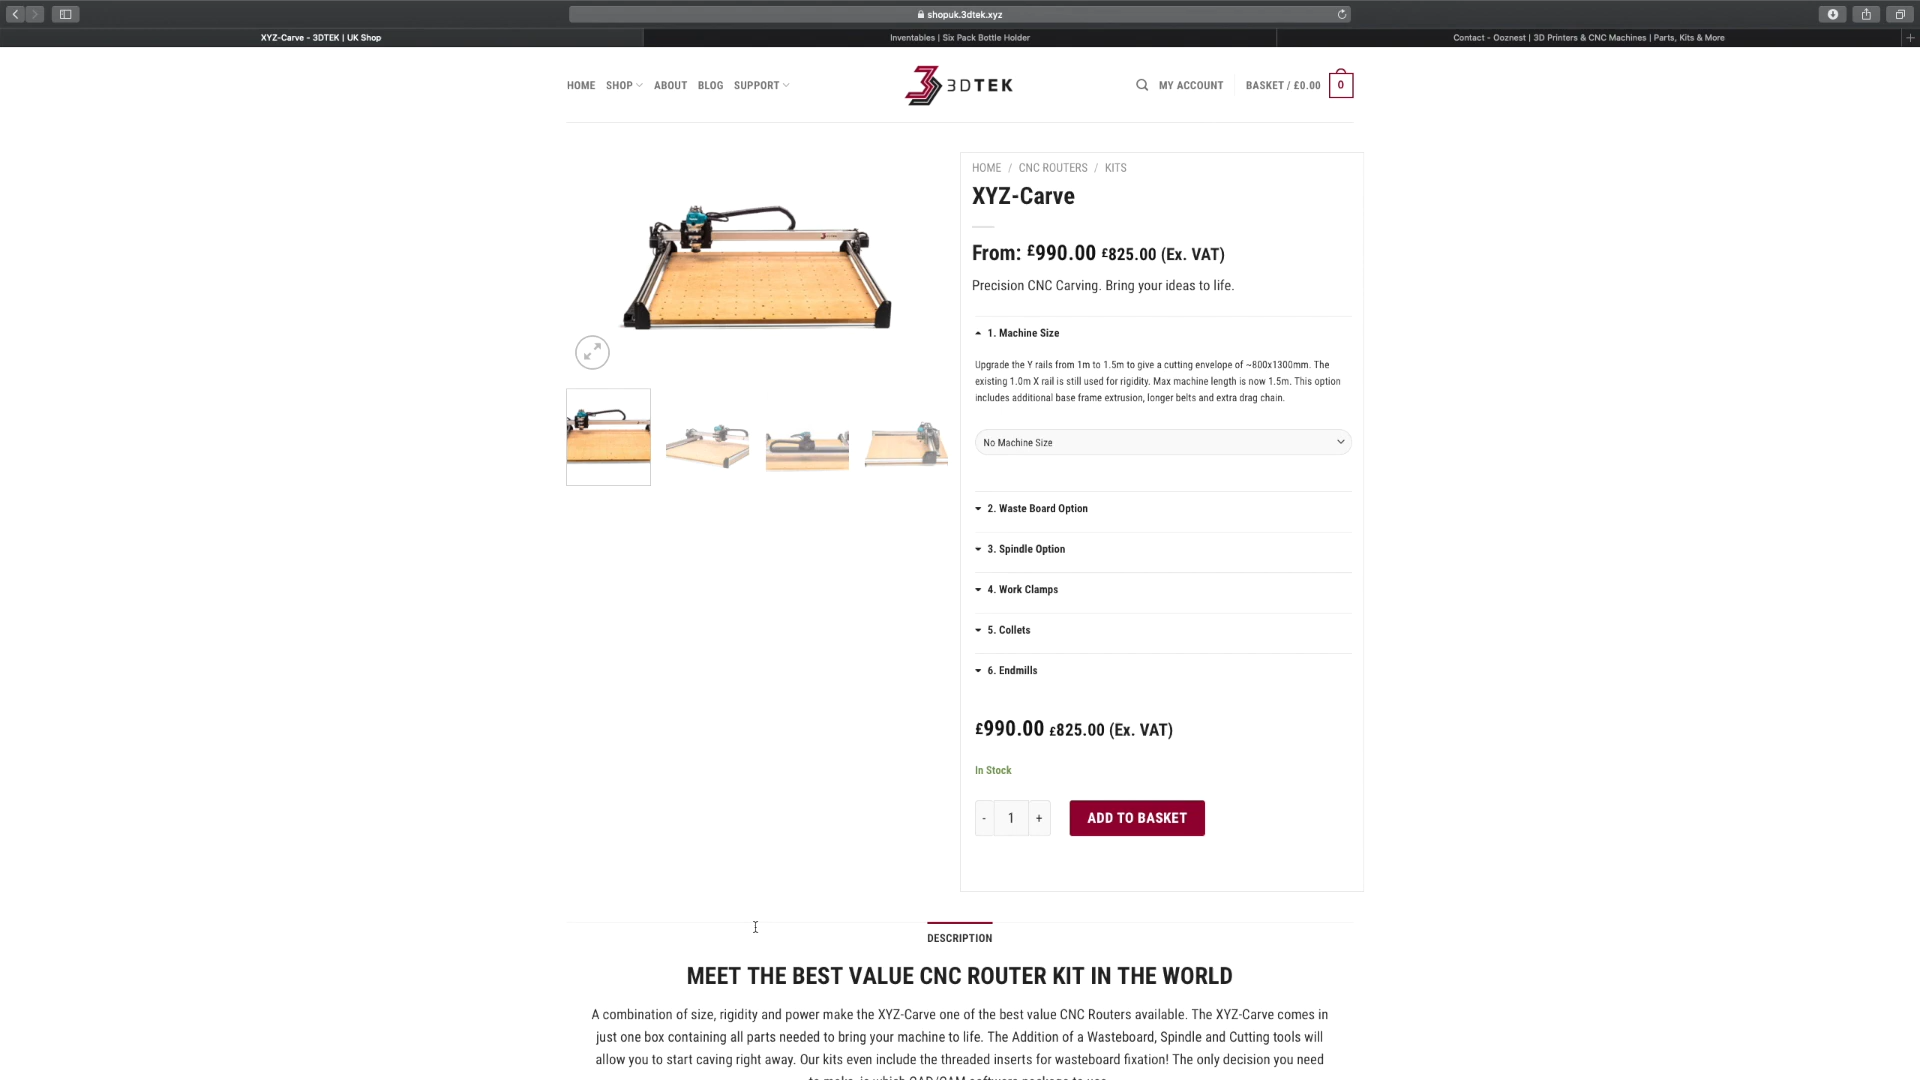 shopuk.3dtek.xyz
XYZ-Carve - 3DTEK | UK Shop
Inventables | Six Pack Bottle Holder
Contact - Ooznest | 3D Printers & CNC Machines | Parts, Kits & More
HOME SHOP ABOUT BLOG SUPPORT
3DTEK
MY ACCOUNT BASKET / £0.00 0
HOME / CNC ROUTERS / KITS
XYZ-Carve
From: £990.00 £825.00 (Ex. VAT)
Precision CNC Carving. Bring your ideas to life.
1. Machine Size
Upgrade the Y rails from 1m to 1.5m to give a cutting envelope of ~800x1300mm. The
existing 1.0m X rail is still used for rigidity. Max machine length is now 1.5m. This option
includes additional base frame extrusion, longer belts and extra drag chain.
No Machine Size
2. Waste Board Option
3. Spindle Option
4. Work Clamps
5. Collets
6. Endmills
£990.00 £825.00 (Ex. VAT)
In Stock
- 1 +
ADD TO BASKET
DESCRIPTION
MEET THE BEST VALUE CNC ROUTER KIT IN THE WORLD
A combination of size, rigidity and power make the XYZ-Carve one of the best value CNC Routers available. The XYZ-Carve comes in
just one box containing all parts needed to bring your machine to life. The Addition of a Wasteboard, Spindle and Cutting tools will
allow you to start caving right away. Our kits even include the threaded inserts for wasteboard fixation! The only decision you need
to make, is which CAD/CAM software package to use.